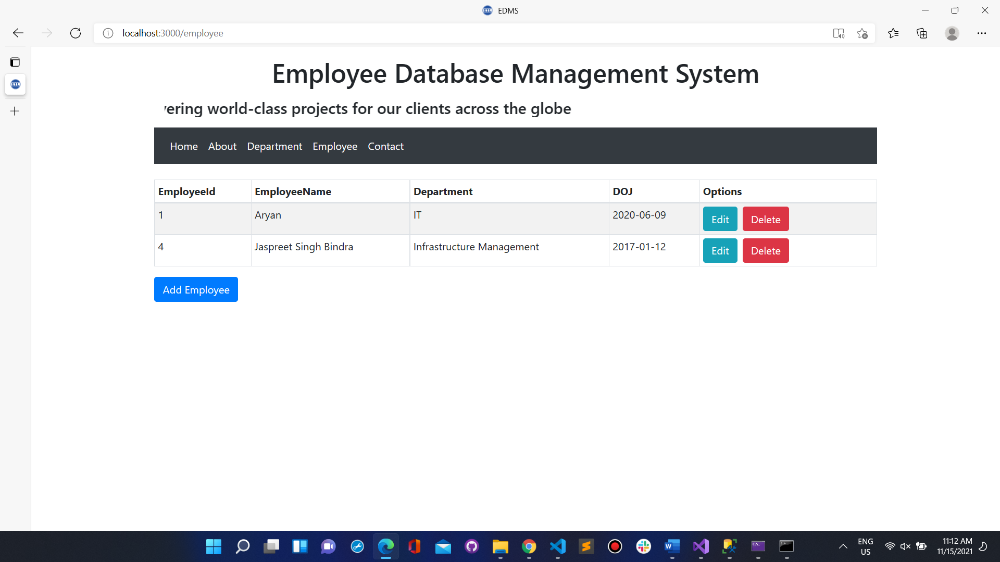 EDMS
localhost:3000/employee
Employee Database Management System
vering world-class projects for our clients across the globe
Home About Department Employee Contact
EmployeeId EmployeeName Department DOJ Options
1 Aryan IT 2020-06-09 Edit Delete
4 Jaspreet Singh Bindra Infrastructure Management 2017-01-12 Edit Delete
Add Employee
ENG
US
11:12 AM
11/15/2021